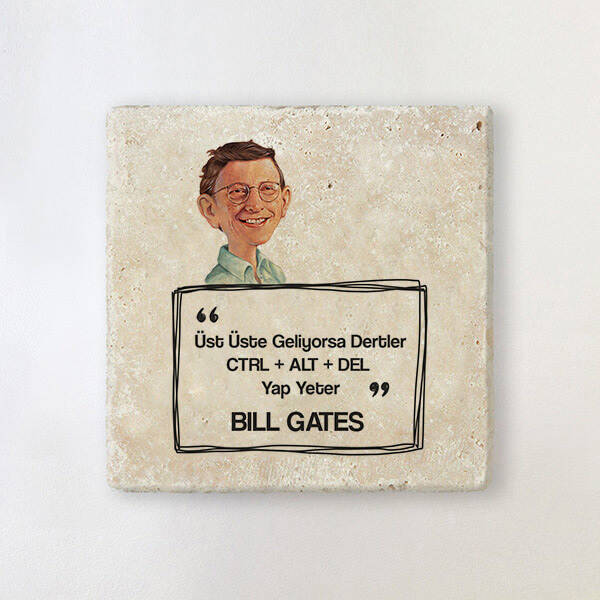 “
Üst Üste Geliyorsa Dertler
CTRL + ALT + DEL
Yap Yeter ”
BILL GATES